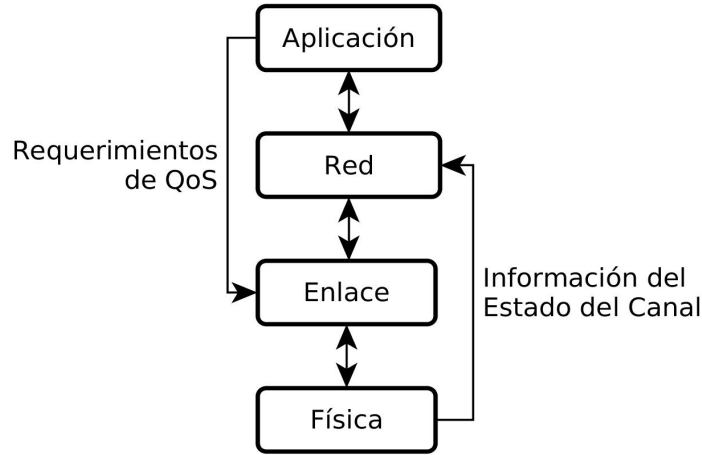 Aplicación
Requerimientos
de QoS
Red
Información del
Estado del Canal
Enlace
Física